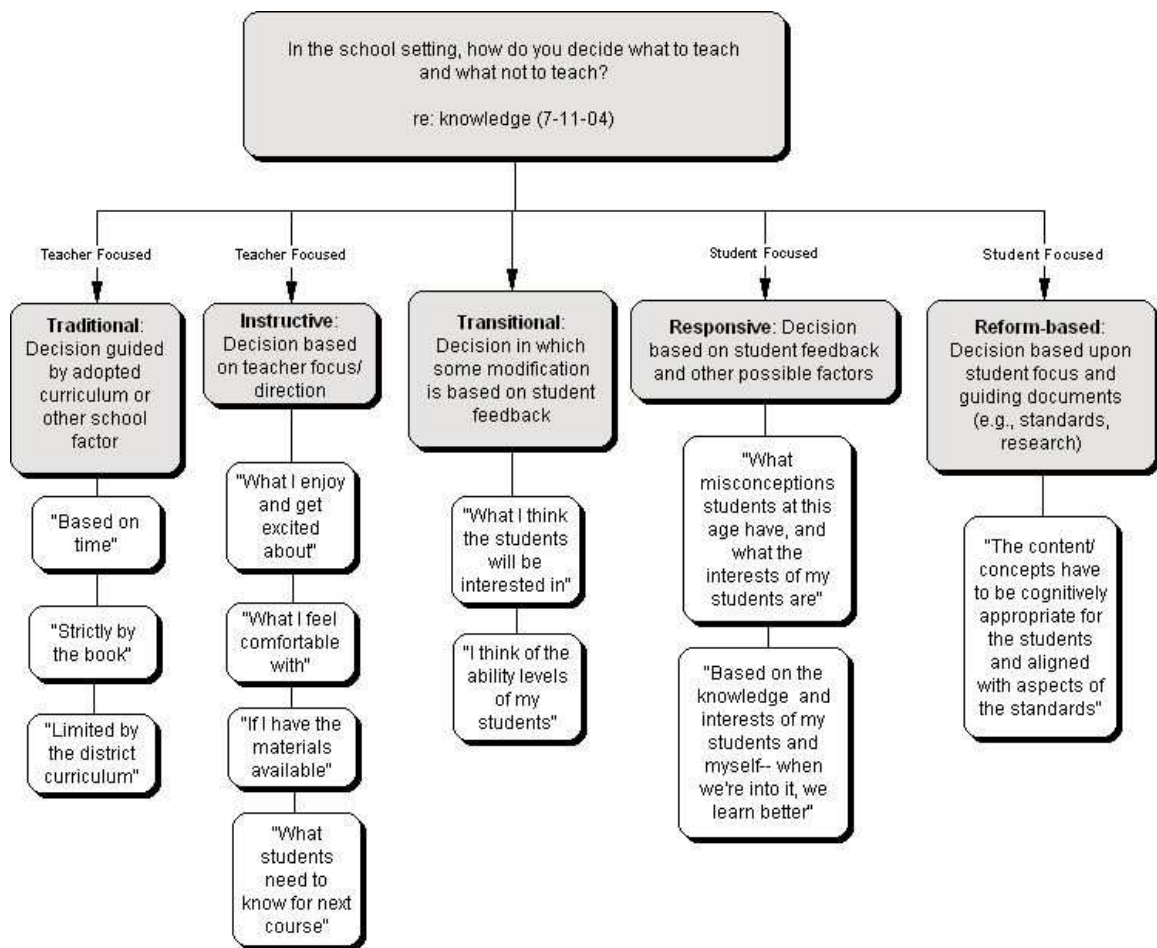 In the school setting, how do you decide what to teach
and what not to teach?
re: knowledge (7-11-04)
Teacher Focused
Teacher Focused
Student Focused
Student Focused
Traditional:
Decision guided
by adopted
curriculum or
other school
factor
"Based on
time"
"Strictly by
the book"
"Limited by
the district
curriculum"
Instructive:
Decision based
on teacher focus/
direction
"What I enjoy
and get
excited
about"
"What I feel
comfortable
with"
"If I have the
materials
available"
"What
students
need to
know for next
course"
Transitional:
Decision in which
some modification
is based on student
feedback
"What I think
the students
will be
interested in"
"I think of the
ability levels
of my
students"
Responsive: Decision
based on student feedback
and other possible factors
"What
misconceptions
students at this
age have, and
what the
interests of my
students are"
"Based on the
knowledge and
interests of my
students and
myself-- when
we're into it, we
learn better"
Reform-based:
Decision based upon
student focus and
guiding documents
(e.g., standards,
research)
"The content/
concepts have
to be cognitively
appropriate for
the students
and aligned
with aspects of
the standards"